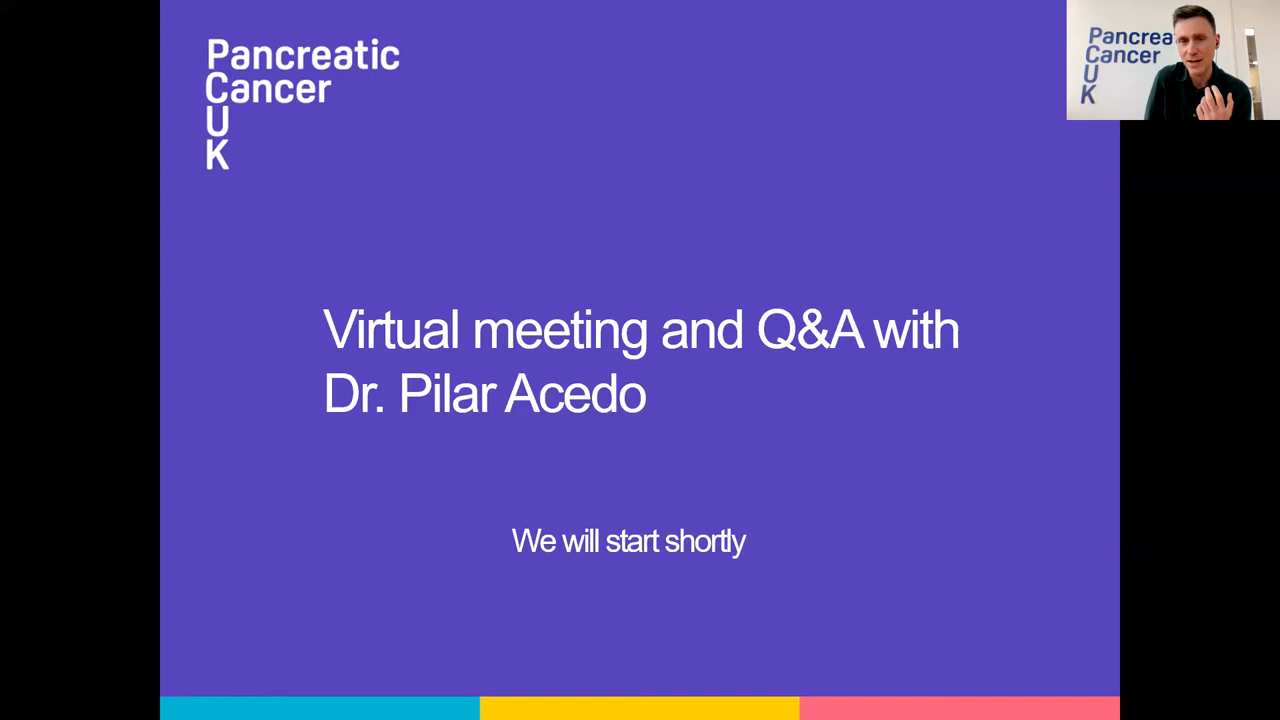 Pancreatic
Cancer
U
K
Pancrea
Cancer
U
K
Virtual meeting and Q&A with
Dr. Pilar Acedo
We will start shortly